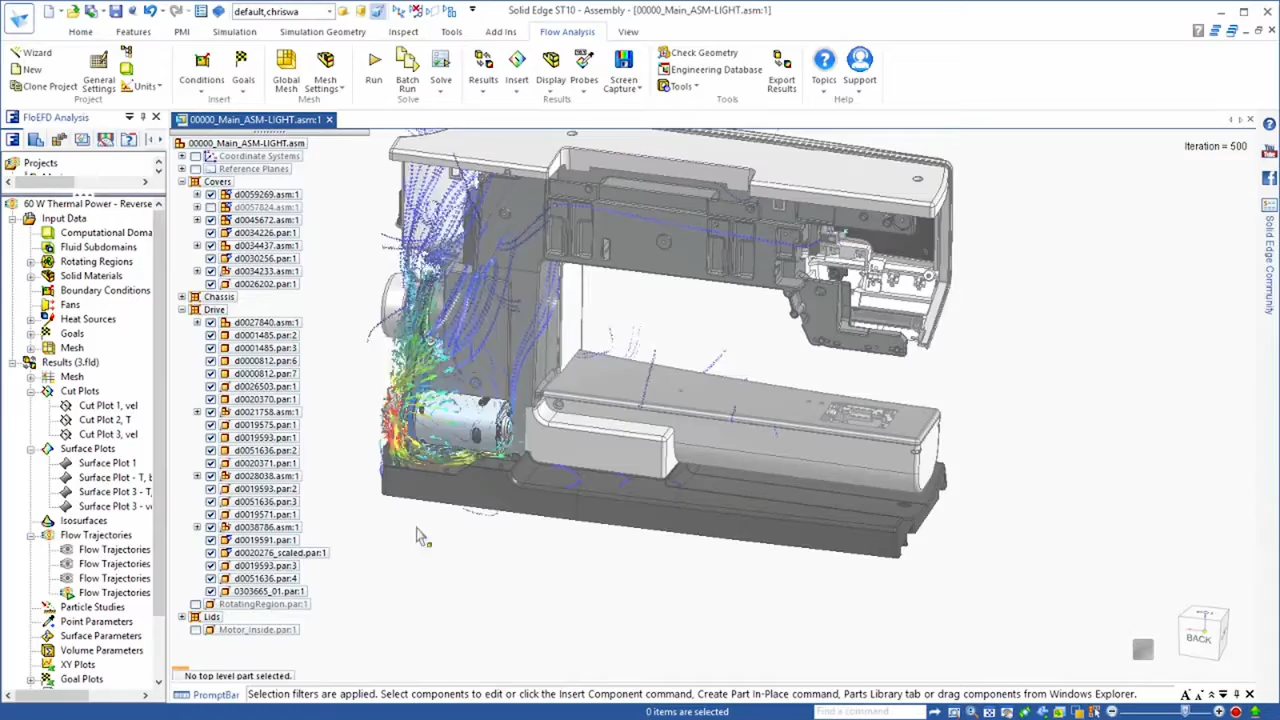 default,chriswa
Solid Edge ST10 - Assembly - [00000_Main_ASM-LIGHT.asm:1]
Home
Features
PMI
Simulation
Simulation Geometry
Inspect
Tools
Add Ins
Flow Analysis
View
Wizard
New
Clone Project
General Settings
Units
Project
Conditions
Goals
Insert
Global Mesh
Mesh Settings
Mesh
Run
Batch Run
Solve
Solve
Results
Insert
Display
Probes
Screen Capture
Results
Check Geometry
Engineering Database
Tools
Export Results
Tools
Topics
Support
Help
FloEFD Analysis
00000_Main_ASM-LIGHT.asm:1
Projects
60 W Thermal Power - Reverse
Input Data
Computational Doma
Fluid Subdomains
Rotating Regions
Solid Materials
Boundary Conditions
Fans
Heat Sources
Goals
Mesh
Results (3.fld)
Mesh
Cut Plots
Cut Plot 1, vel
Cut Plot 2, T
Cut Plot 3, vel
Surface Plots
Surface Plot 1
Surface Plot - T, b
Surface Plot 3 - T,
Surface Plot 3 - ve
Isosurfaces
Flow Trajectories
Flow Trajectories
Flow Trajectories
Flow Trajectories
Flow Trajectories
Particle Studies
Point Parameters
Surface Parameters
Volume Parameters
XY Plots
Goal Plots
00000_Main_ASM-LIGHT.asm
Coordinate Systems
Reference Planes
Covers
d0059269.asm:1
d0057824.asm:1
d0045672.asm:1
d0034226.par:1
d0034437.asm:1
d0030256.par:1
d0034233.asm:1
d0026202.par:1
Chassis
Drive
d0027840.asm:1
d0001485.par:2
d0001485.par:3
d0000812.par:6
d0000812.par:7
d0026503.par:1
d0020370.par:1
d0021758.asm:1
d0019575.par:1
d0019593.par:1
d0051636.par:2
d0020371.par:1
d0028038.asm:1
d0019593.par:2
d0051636.par:3
d0019571.par:1
d0038786.asm:1
d0019591.par:1
d0020276_scaled.par:1
d0019593.par:3
d0051636.par:4
0303665_01.par:1
RotatingRegion.par:1
Lids
Motor_Inside.par:1
No top level part selected.
Iteration = 500
BACK
Solid Edge Community
PromptBar
Selection filters are applied. Select components to edit or click the Insert Component command, Create Part In-Place command, Parts Library tab or drag components from Windows Explorer.
0 items are selected
Find a command